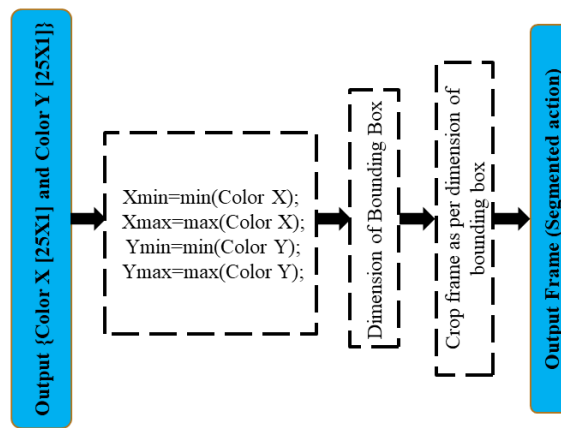 Output {Color X [25X1] and Color Y [25X1]}
Xmin=min(Color X);
Xmax=max(Color X);
Ymin=min(Color Y);
Ymax=max(Color Y);
Dimension of Bounding Box
Crop frame as per dimension of
bounding box
Output Frame (Segmented action)